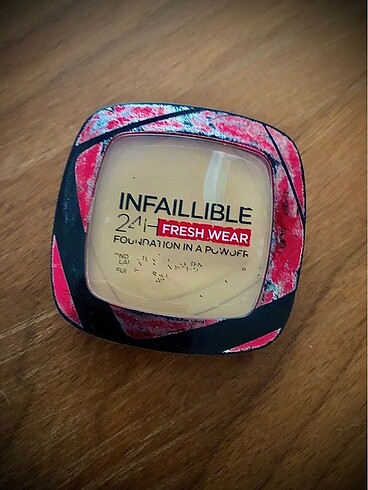 INFAILLIBLE
24H FRESH WEAR
FOUNDATION IN A POWDER